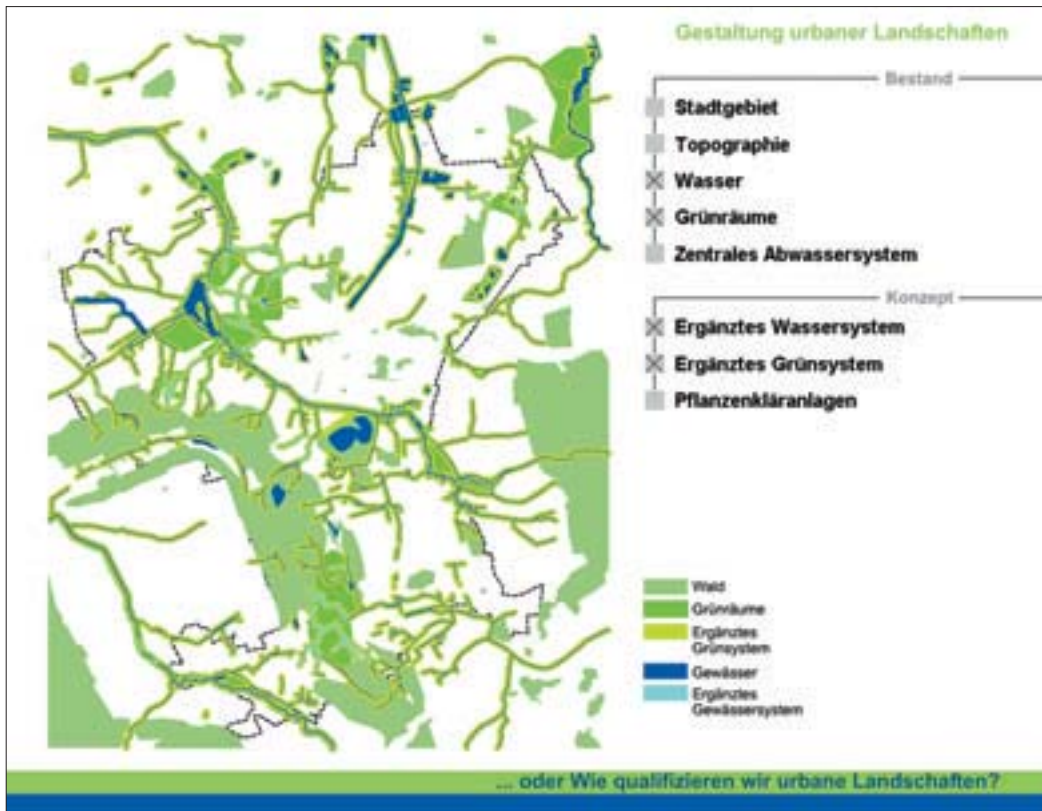 Gestaltung urbaner Landschaften
Bestand
Stadtgebiet
Topographie
Wasser
Grünräume
Zentrales Abwassersystem
Konzept
Ergänztes Wassersystem
Ergänztes Grünsystem
Pflanzenkläranlagen
Wald
Grünräume
Ergänztes
Grünsystem
Gewässer
Ergänztes
Gewässersystem
... oder Wie qualifizieren wir urbane Landschaften?